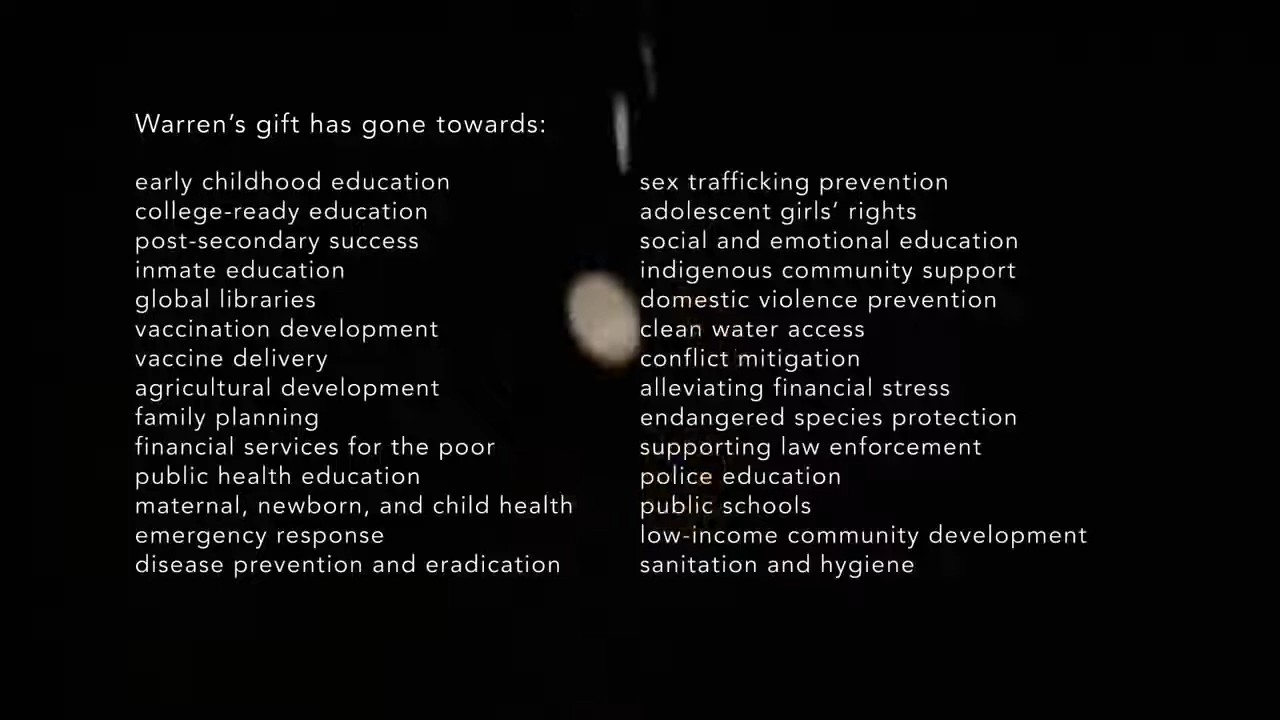 Warren's gift has gone towards:
early childhood education
college-ready education
post-secondary success
inmate education
global libraries
vaccination development
vaccine delivery
agricultural development
family planning
financial services for the poor
public health education
maternal, newborn, and child health
emergency response
disease prevention and eradication
sex trafficking prevention
adolescent girls' rights
social and emotional education
indigenous community support
domestic violence prevention
clean water access
conflict mitigation
alleviating financial stress
endangered species protection
supporting law enforcement
police education
public schools
low-income community development
sanitation and hygiene